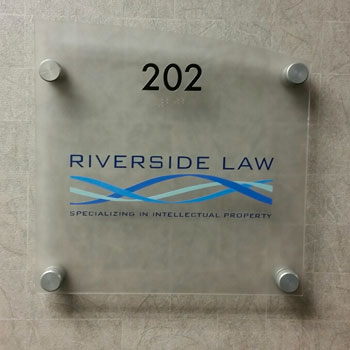 202
RIVERSIDE LAW
SPECIALIZING IN INTELLECTUAL PROPERTY